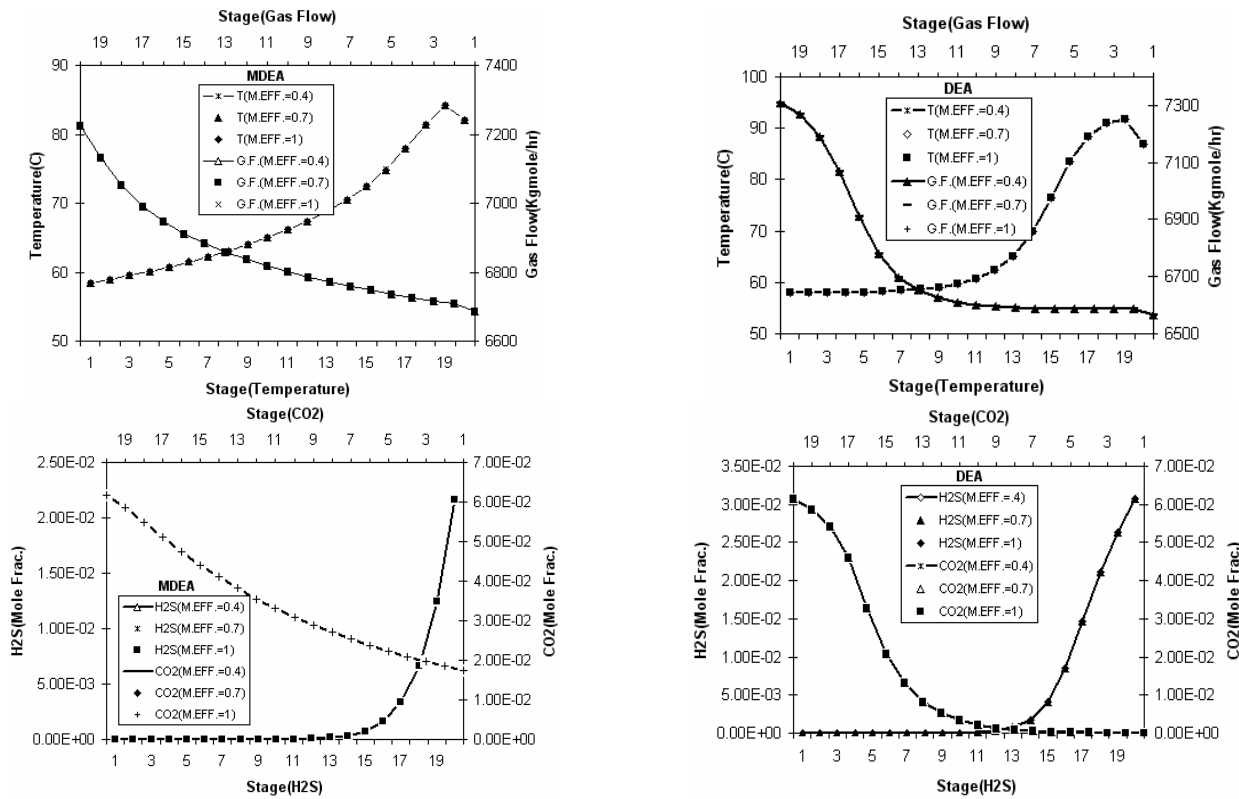 Stage(Gas Flow)
19 17 15 13 11 9 7 5 3 1
90
80
70
60
50
Temperature(C)
MDEA
T(M.EFF.=0.4)
T(M.EFF.=0.7)
T(M.EFF.=1)
G.F.(M.EFF.=0.4)
G.F.(M.EFF.=0.7)
G.F.(M.EFF.=1)
7400
7200
7000
6800
6600
Gas Flow(Kgmole/hr)
1 3 5 7 9 11 13 15 17 19
Stage(Temperature)
Stage(Gas Flow)
19 17 15 13 11 9 7 5 3 1
100
90
80
70
60
50
Temperature(C)
DEA
T(M.EFF.=0.4)
T(M.EFF.=0.7)
T(M.EFF.=1)
G.F.(M.EFF.=0.4)
G.F.(M.EFF.=0.7)
G.F.(M.EFF.=1)
7300
7100
6900
6700
6500
Gas Flow(Kgmole/hr)
1 3 5 7 9 11 13 15 17 19
Stage(Temperature)
Stage(CO2)
19 17 15 13 11 9 7 5 3 1
2.50E-02
2.00E-02
1.50E-02
1.00E-02
5.00E-03
0.00E+00
H2S(Mole Frac.)
MDEA
H2S(M.EFF.=0.4)
H2S(M.EFF.=0.7)
H2S(M.EFF.=1)
CO2(M.EFF.=0.4)
CO2(M.EFF.=0.7)
CO2(M.EFF.=1)
7.00E-02
6.00E-02
5.00E-02
4.00E-02
3.00E-02
2.00E-02
1.00E-02
0.00E+00
CO2(Mole Frac.)
1 3 5 7 9 11 13 15 17 19
Stage(H2S)
Stage(CO2)
19 17 15 13 11 9 7 5 3 1
3.50E-02
3.00E-02
2.50E-02
2.00E-02
1.50E-02
1.00E-02
5.00E-03
0.00E+00
H2S(Mole Frac.)
DEA
H2S(M.EFF.=.4)
H2S(M.EFF.=0.7)
H2S(M.EFF.=1)
CO2(M.EFF.=0.4)
CO2(M.EFF.=0.7)
CO2(M.EFF.=1)
7.00E-02
6.00E-02
5.00E-02
4.00E-02
3.00E-02
2.00E-02
1.00E-02
0.00E+00
CO2(Mole Frac.)
1 3 5 7 9 11 13 15 17 19
Stage(H2S)